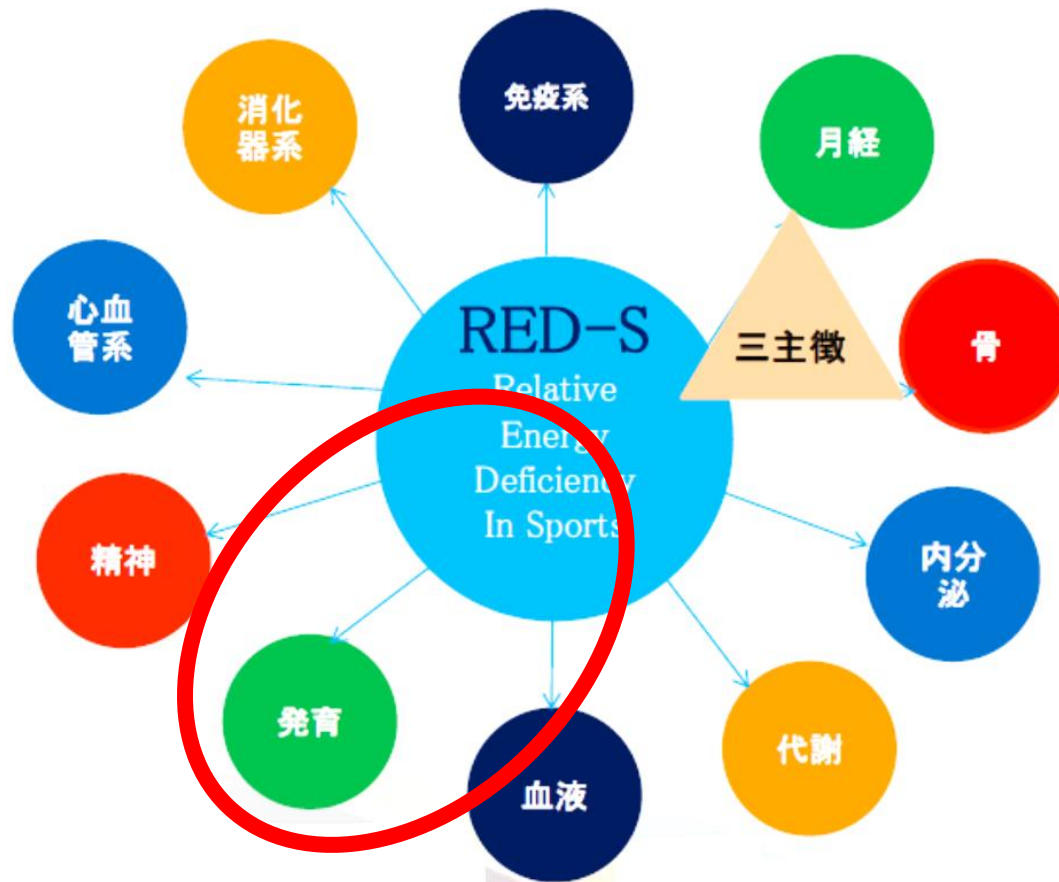 免疫系
消化
器系
月経
心血
管系
RED-S
Relative
Energy
Deficiency
In Sports
三主徴
骨
精神
内分
泌
発育
代謝
血液